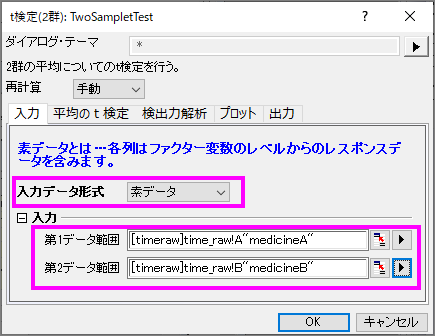 t検定(2群): TwoSampletTest
ダイアログ・テーマ *
2群の平均についてのt検定を行う。
再計算 手動
入力 平均の t 検定 検出力解析 プロット 出力
素データとは…各列はファクター変数のレベルからのレスポンスデ
ータを含みます。
入力データ形式 素データ
入力
第1データ範囲 [timeraw]time_raw!A"medicineA"
第2データ範囲 [timeraw]time_raw!B"medicineB"
OK キャンセル